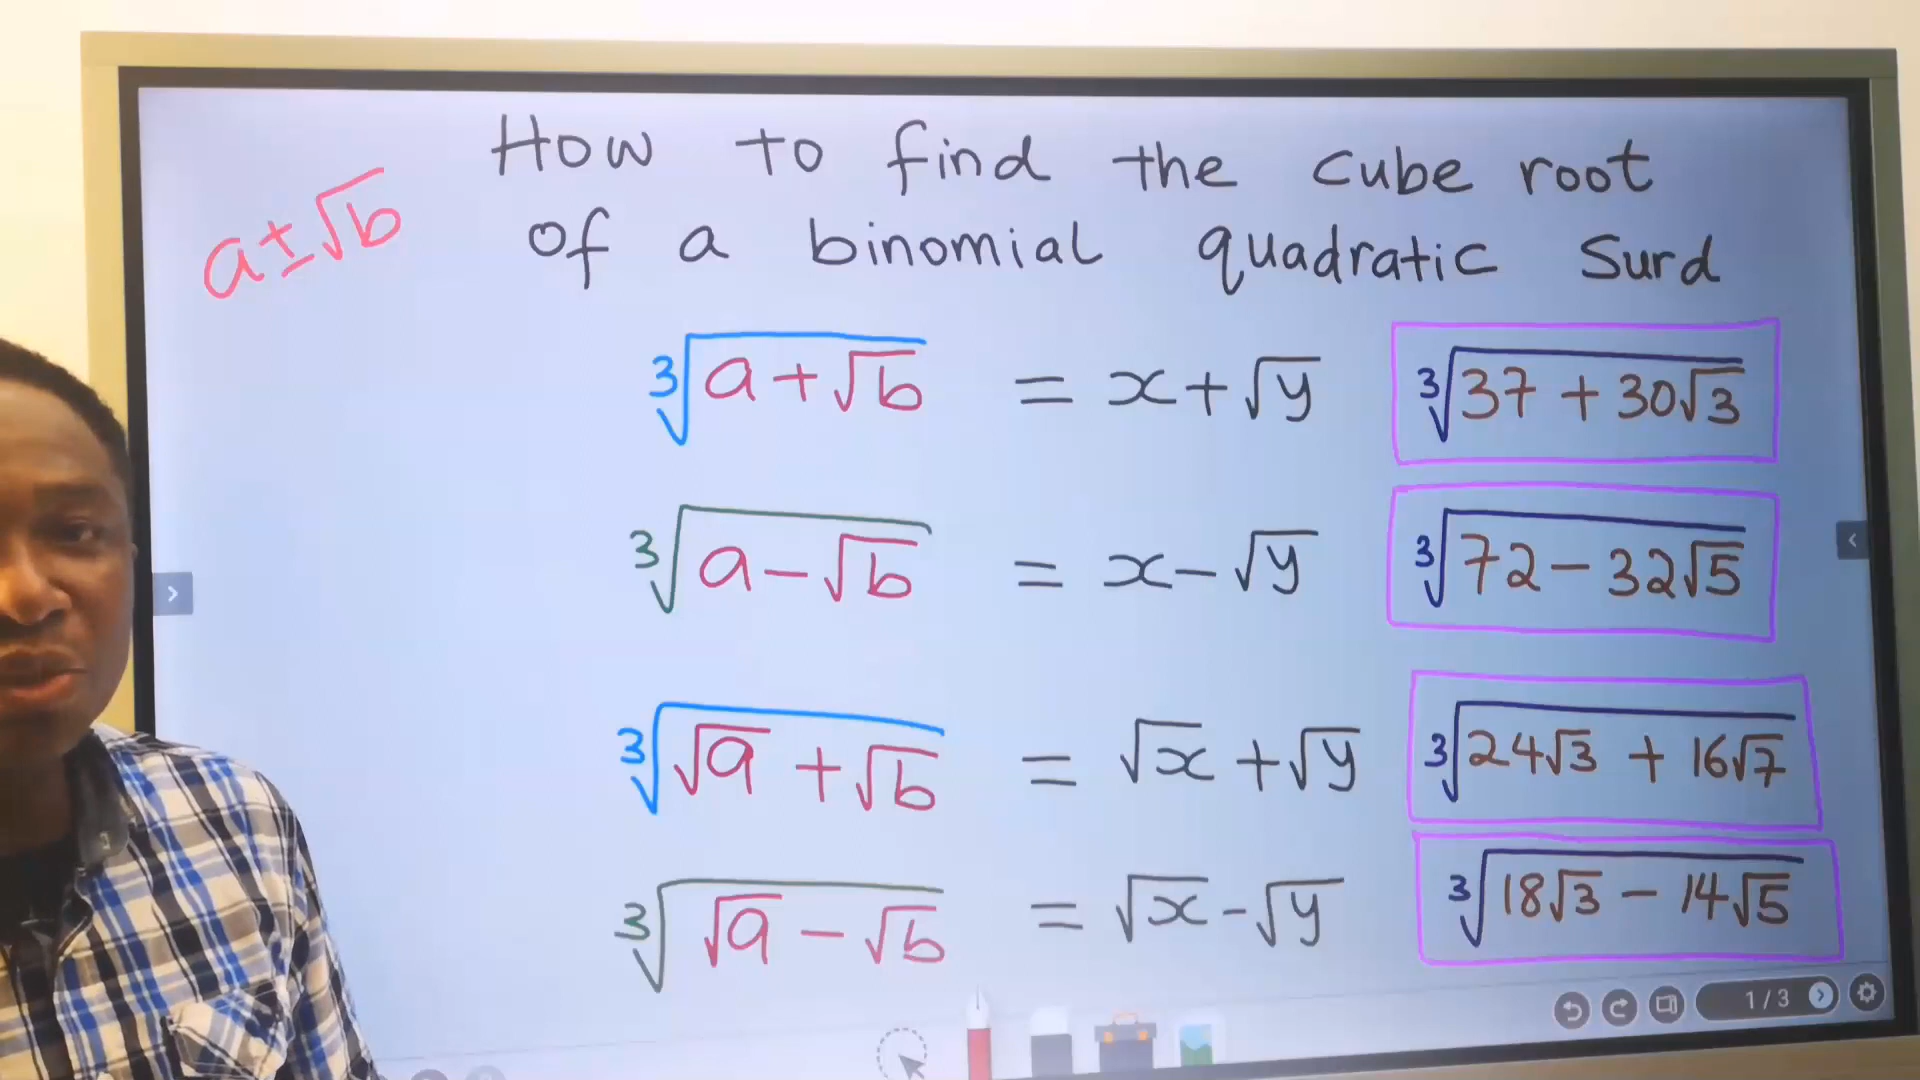 How to find the cube root
of a binomial quadratic surd
a±√b
∛(a+√b) = x+√y
∛(37 + 30√3)
∛(a−√b) = x−√y
∛(72 − 32√5)
∛(√a + √b) = √x + √y
∛(24√3 + 16√7)
∛(√a − √b) = √x − √y
∛(18√3 − 14√5)
1/3